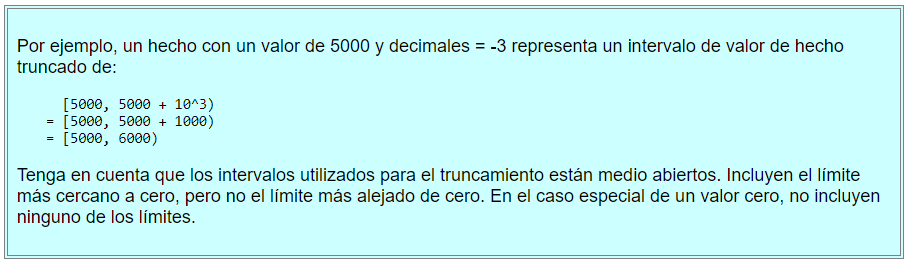 Por ejemplo, un hecho con un valor de 5000 y decimales = -3 representa un intervalo de valor de hecho
truncado de:
[5000, 5000 + 10^3)
= [5000, 5000 + 1000)
= [5000, 6000)
Tenga en cuenta que los intervalos utilizados para el truncamiento están medio abiertos. Incluyen el límite
más cercano a cero, pero no el límite más alejado de cero. En el caso especial de un valor cero, no incluyen
ninguno de los límites.